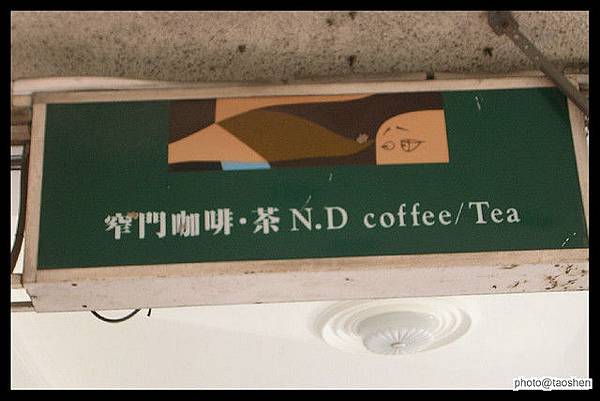 窄門咖啡·茶 N.D coffee/Tea
photo@taoshen